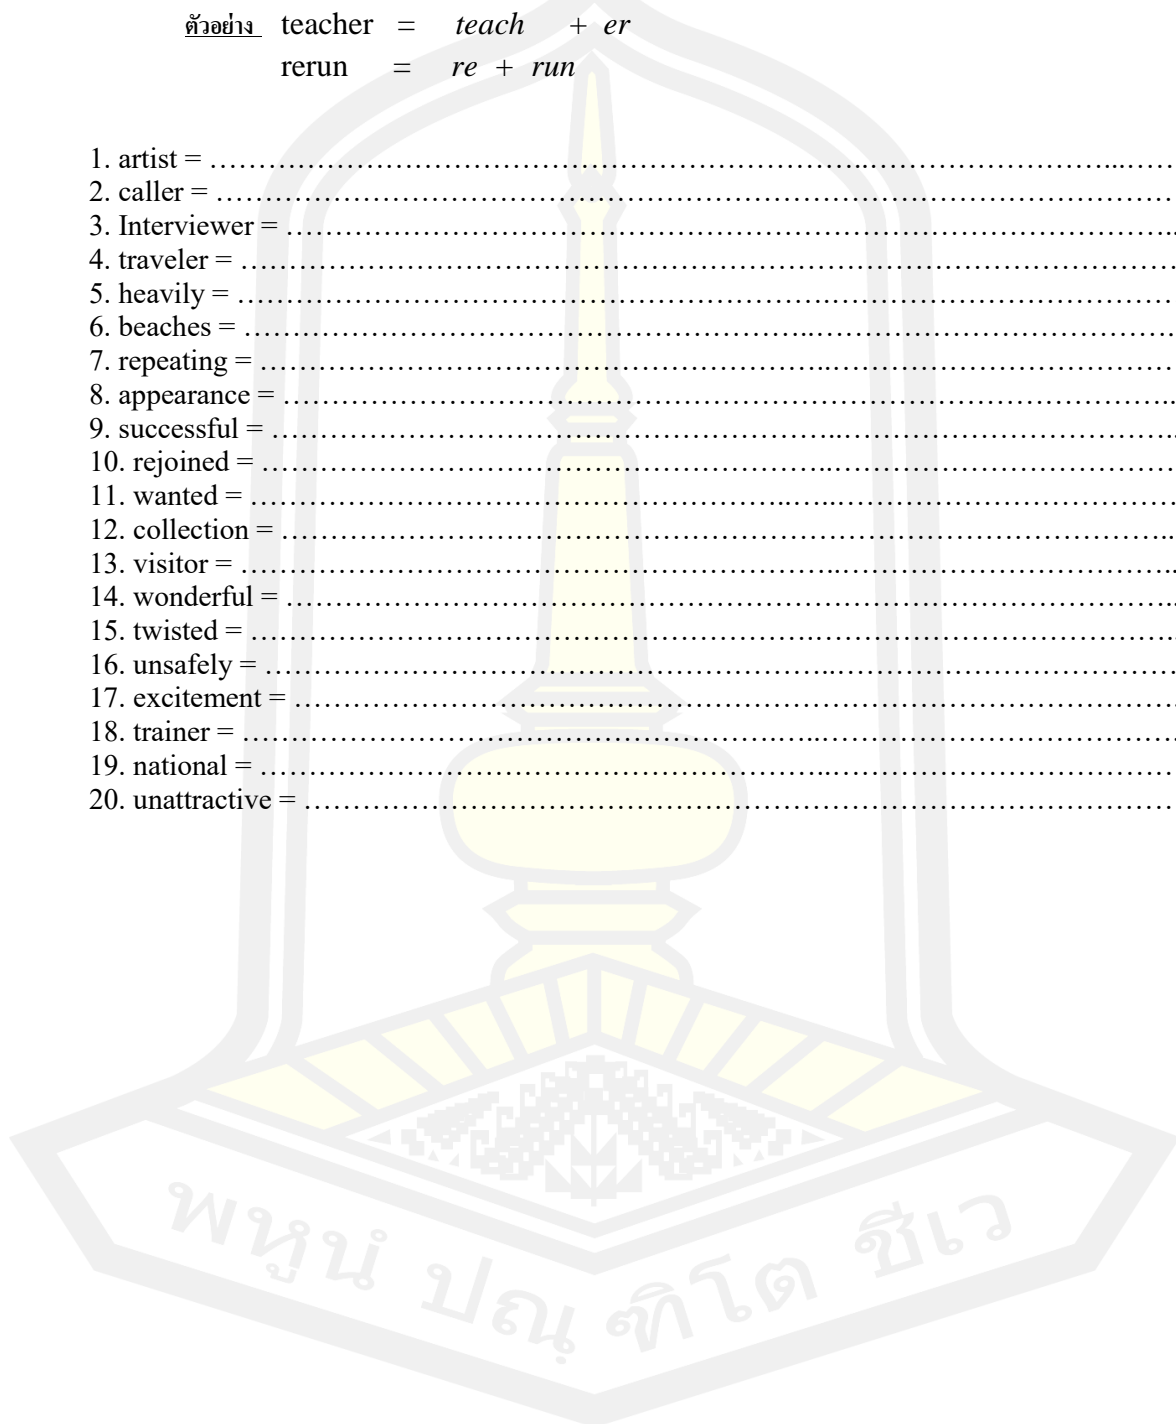 ตัวอย่าง teacher = teach + er
rerun = re + run
1. artist = ……………………………………………………………..…………………………...……
2. caller = ……………………………………………………………………………………………
3. Interviewer = ………………………………………………………………………………………..
4. traveler = …………………………………………………………………………………………
5. heavily = …………………………………………………………..………………………………
6. beaches = …………………………………………………………..……………………………….
7. repeating = …………………………………………………………..………………………………
8. appearance = ……………………………………………………………………………………...
9. successful = …………………………………………………………..…………………………….
10. rejoined = …………………………………………………………..……………………………
11. wanted = …………………………………………………………...….……………………………
12. collection = ……………………………………………………………………………………..
13. visitor = …………………………………………………………..……………………………..
14. wonderful = ……………………………………………………………………………………..
15. twisted = …………………………………………………………..…………………………….
16. unsafely = …………………………………………………………..…………………………….
17. excitement = …………………………………………………………………………………….
18. trainer = …………………………………………………………..……………………………….
19. national = …………………………………………………………..………………………………
20. unattractive = ……………………………………………………………………………………
พหูนํ ปณฺ ฑิโต ชีเว